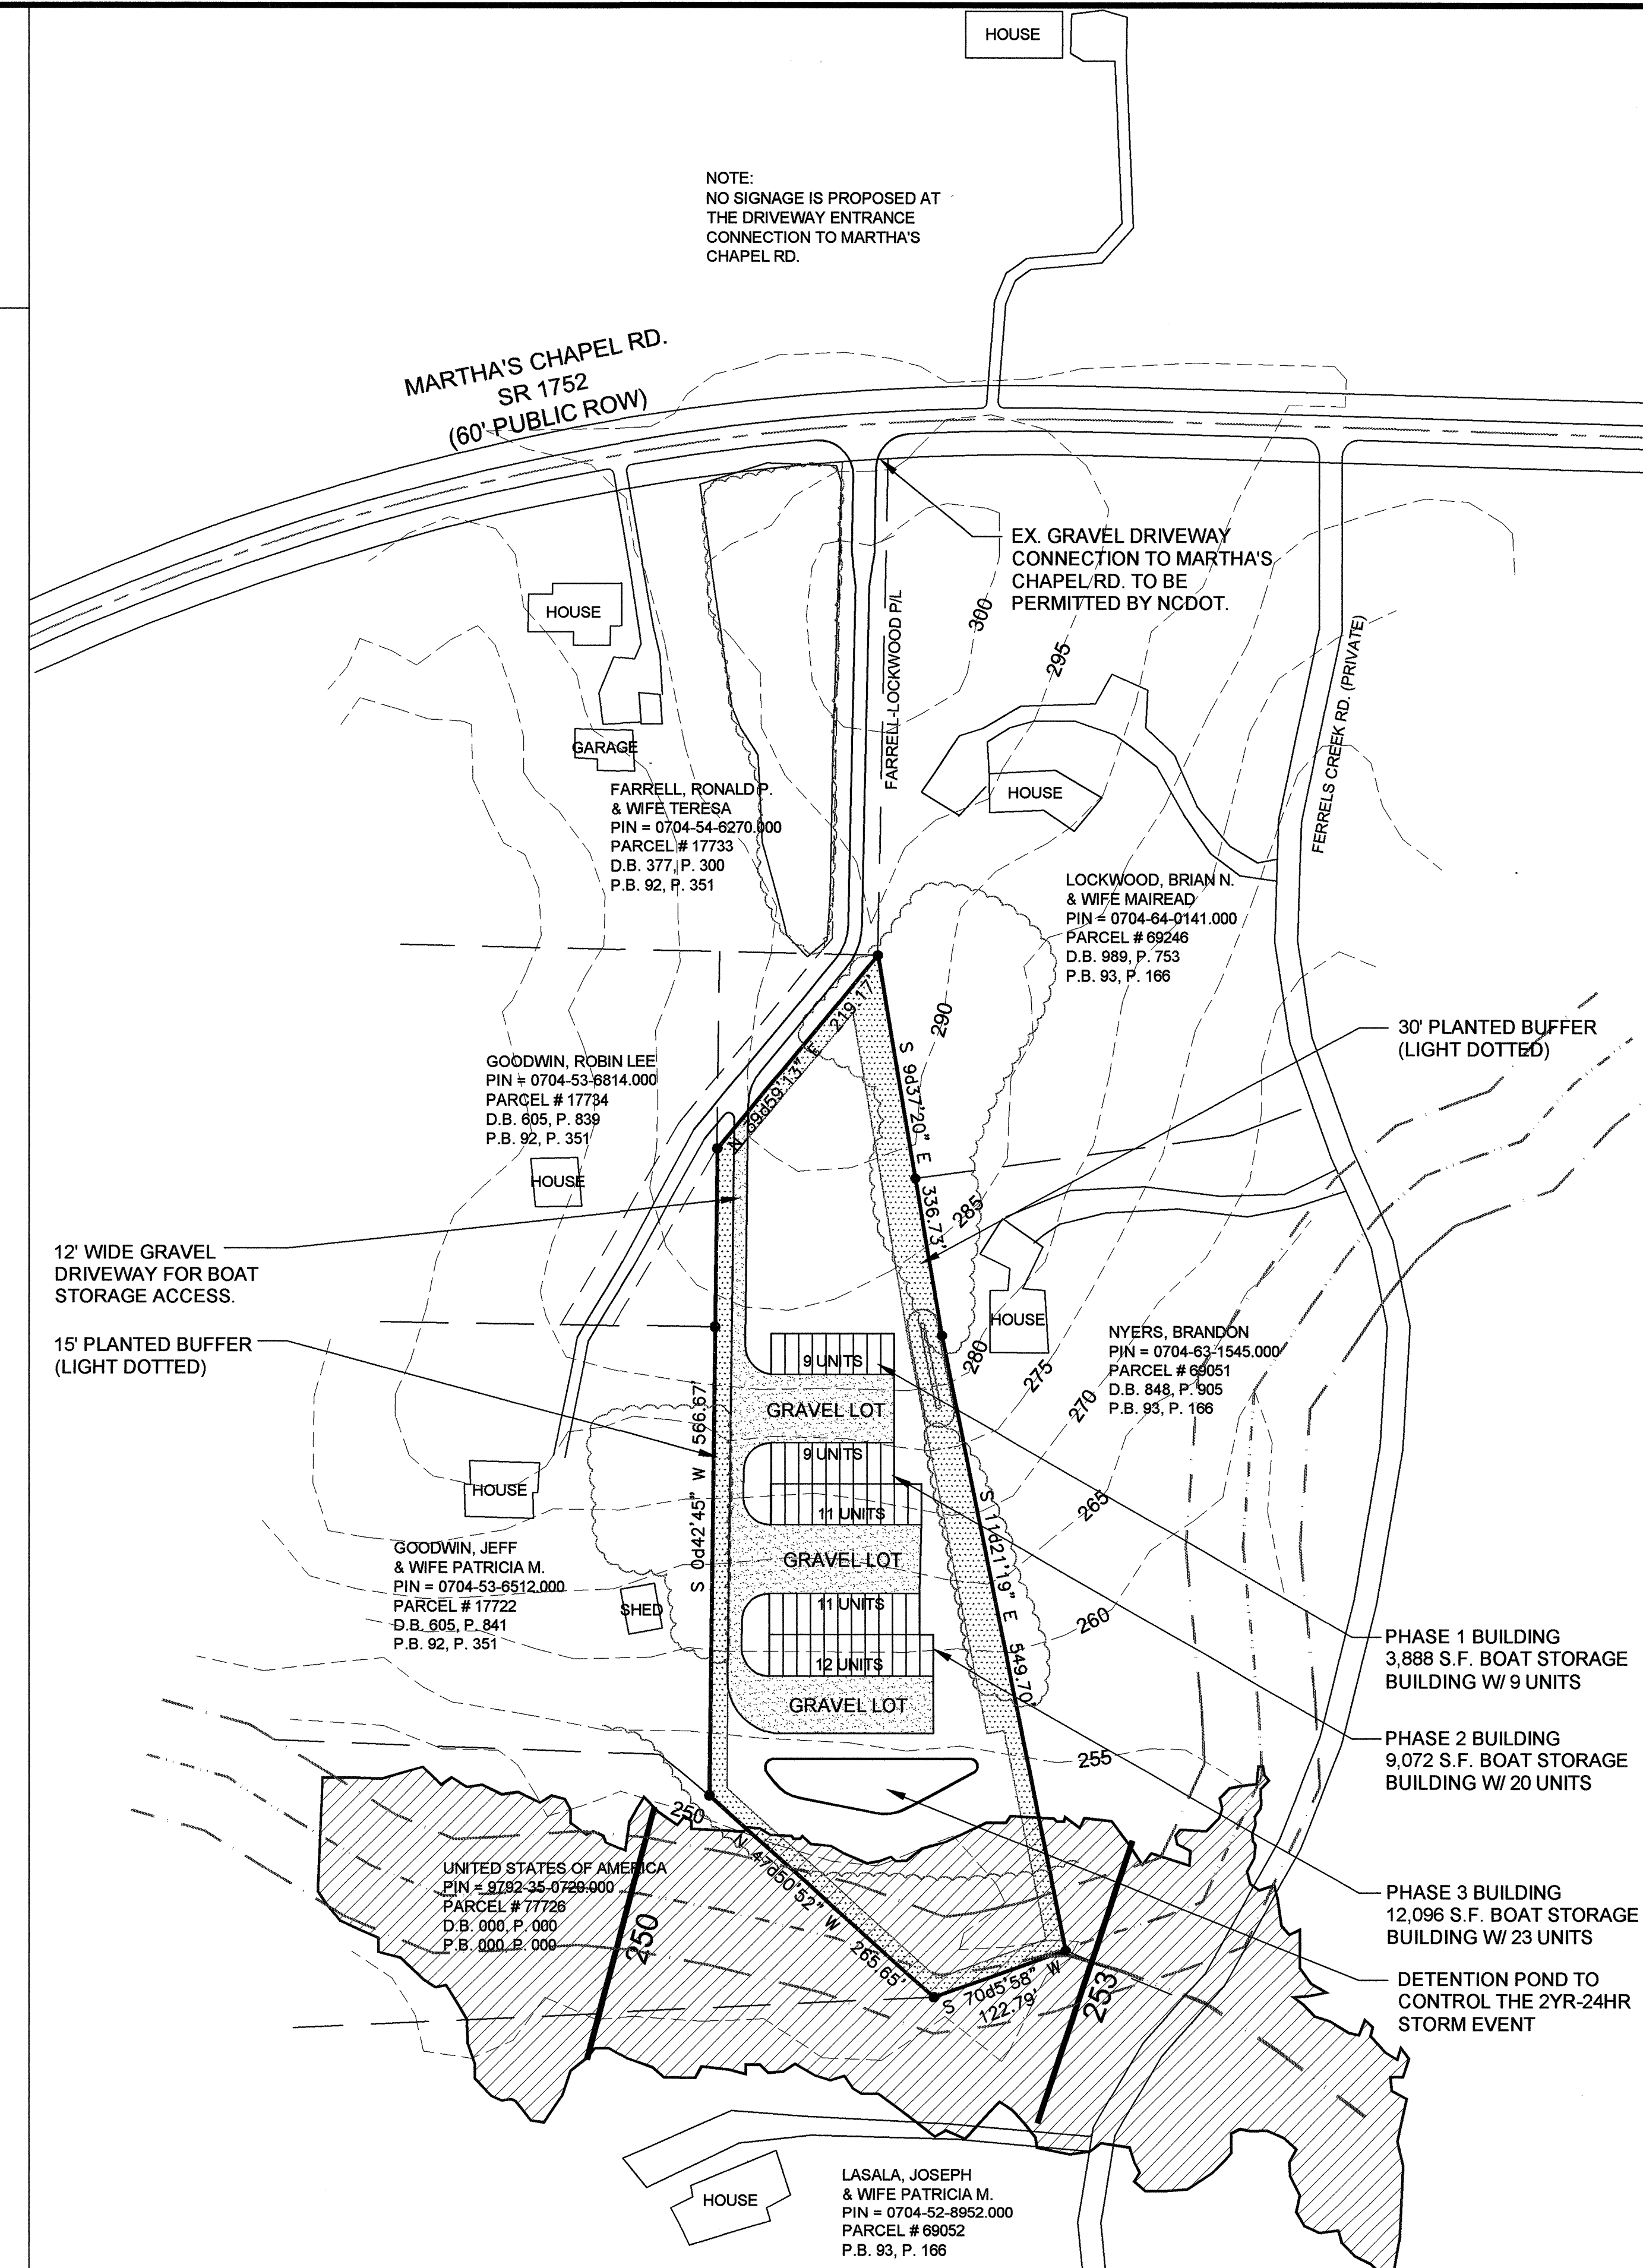 HOUSE
NOTE:
NO SIGNAGE IS PROPOSED AT
THE DRIVEWAY ENTRANCE
CONNECTION TO MARTHA'S
CHAPEL RD.
MARTHA'S CHAPEL RD.
SR 1752
(60' PUBLIC ROW)
EX. GRAVEL DRIVEWAY
CONNECTION TO MARTHA'S
CHAPEL RD. TO BE
PERMITTED BY NCDOT.
HOUSE
FARRELL-LOCKWOOD P/L
300
295
FERRELS CREEK RD. (PRIVATE)
GARAGE
HOUSE
FARRELL, RONALD P.
& WIFE TERESA
PIN = 0704-54-6270.000
PARCEL # 17733
D.B. 377, P. 300
P.B. 92, P. 351
LOCKWOOD, BRIAN N.
& WIFE MAIREAD
PIN = 0704-64-0141.000
PARCEL # 69246
D.B. 989, P. 753
P.B. 93, P. 166
290
30' PLANTED BUFFER
(LIGHT DOTTED)
N 39d59'13" E 219.17'
S 9d37'20" E 336.73'
GOODWIN, ROBIN LEE
PIN = 0704-53-6814.000
PARCEL # 17734
D.B. 605, P. 839
P.B. 92, P. 351
HOUSE
285
12' WIDE GRAVEL
DRIVEWAY FOR BOAT
STORAGE ACCESS.
15' PLANTED BUFFER
(LIGHT DOTTED)
HOUSE
280
275
270
NYERS, BRANDON
PIN = 0704-63-1545.000
PARCEL # 69051
D.B. 848, P. 905
P.B. 93, P. 166
9 UNITS
GRAVEL LOT
9 UNITS
11 UNITS
GRAVEL LOT
11 UNITS
12 UNITS
GRAVEL LOT
S 0d42'45" W 566.67'
S 11d21'19" E 549.70'
HOUSE
265
GOODWIN, JEFF
& WIFE PATRICIA M.
PIN = 0704-53-6512.000
PARCEL # 17722
D.B. 605, P. 841
P.B. 92, P. 351
SHED
260
PHASE 1 BUILDING
3,888 S.F. BOAT STORAGE
BUILDING W/ 9 UNITS
PHASE 2 BUILDING
9,072 S.F. BOAT STORAGE
BUILDING W/ 20 UNITS
255
250
N 47d50'52" W 265.65'
UNITED STATES OF AMERICA
PIN = 9792-35-0720.000
PARCEL # 77726
D.B. 000, P. 000
P.B. 000, P. 000
250
S 70d5'58" W
122.79'
253
PHASE 3 BUILDING
12,096 S.F. BOAT STORAGE
BUILDING W/ 23 UNITS
DETENTION POND TO
CONTROL THE 2YR-24HR
STORM EVENT
HOUSE
LASALA, JOSEPH
& WIFE PATRICIA M.
PIN = 0704-52-8952.000
PARCEL # 69052
P.B. 93, P. 166